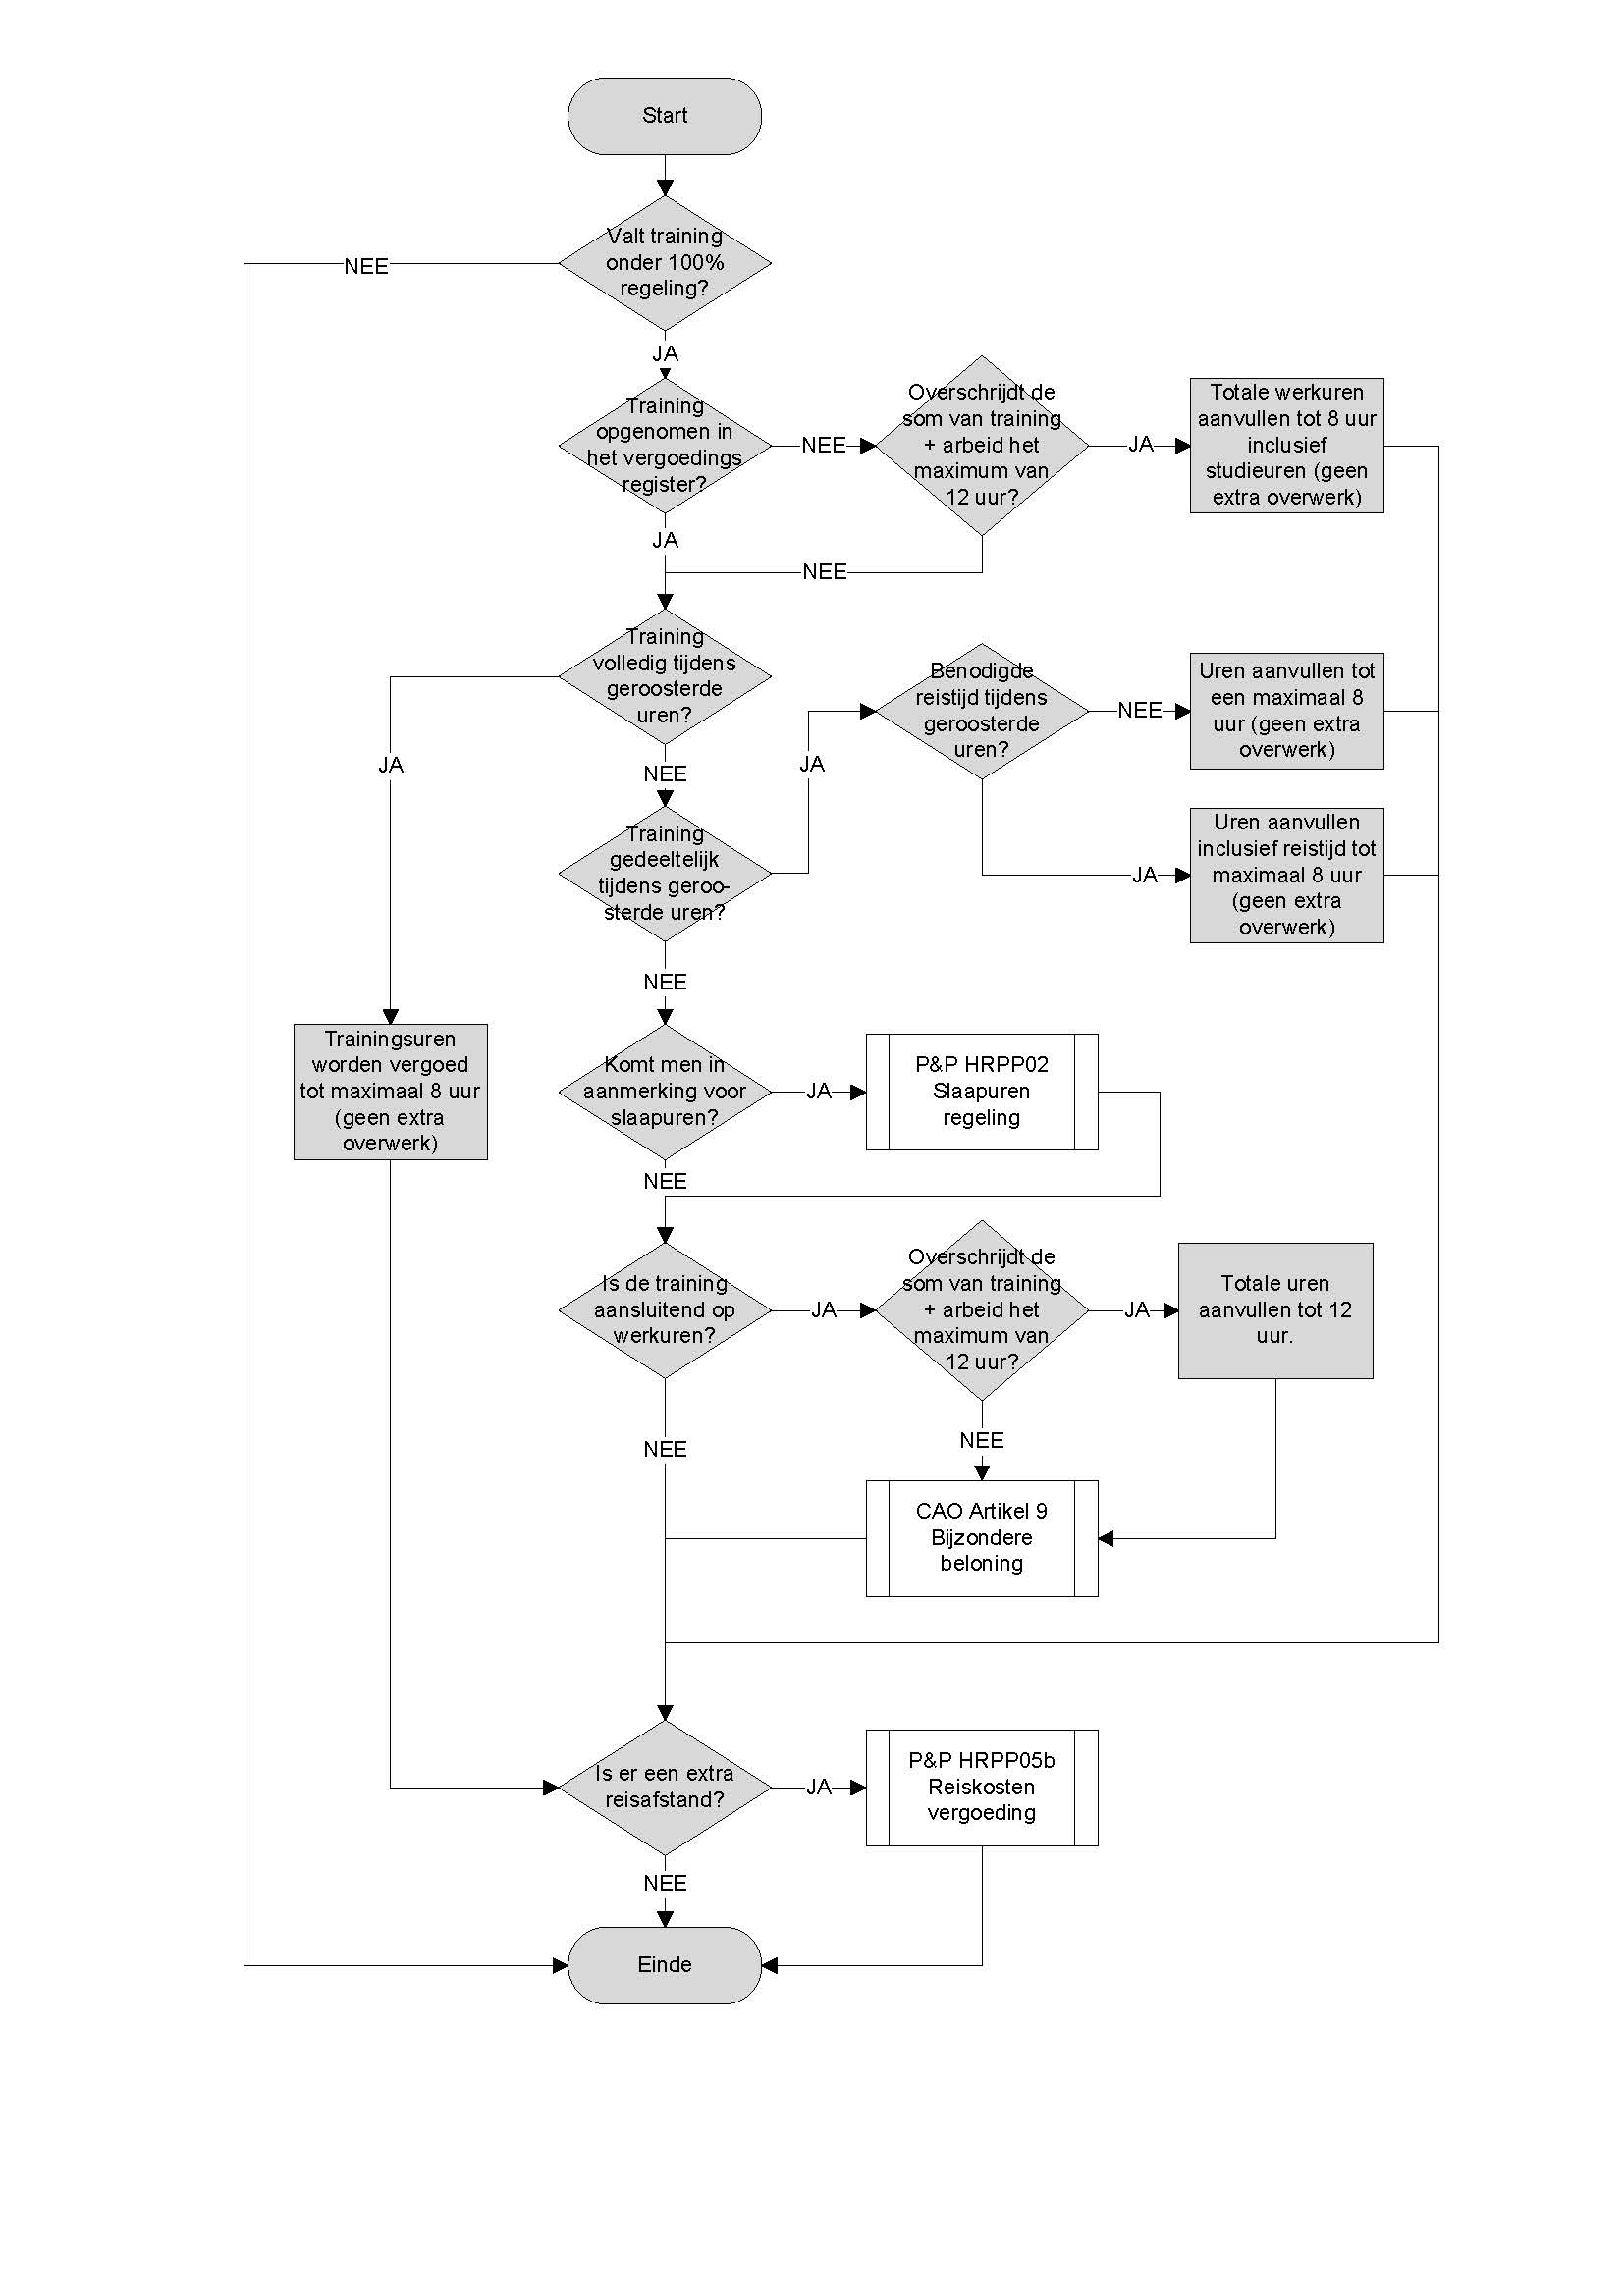 Start
Valt training
onder 100%
regeling?
NEE
JA
Training
opgenomen in
het vergoedings
register?
NEE
Overschrijdt de
som van training
+ arbeid het
maximum van
12 uur?
JA
Totale werkuren
aanvullen tot 8 uur
inclusief
studieuren (geen
extra overwerk)
JA
NEE
Training
volledig tijdens
geroosterde
uren?
JA
NEE
Training
gedeeltelijk
tijdens geroo-
sterde uren?
JA
Benodigde
reistijd tijdens
geroosterde
uren?
NEE
Uren aanvullen tot
een maximaal 8
uur (geen extra
overwerk)
JA
Uren aanvullen
inclusief reistijd tot
maximaal 8 uur
(geen extra
overwerk)
NEE
Trainingsuren
worden vergoed
tot maximaal 8 uur
(geen extra
overwerk)
Komt men in
aanmerking voor
slaapuren?
JA
P&P HRPP02
Slaapuren
regeling
NEE
Is de training
aansluitend op
werkuren?
JA
Overschrijdt de
som van training
+ arbeid het
maximum van
12 uur?
JA
Totale uren
aanvullen tot 12
uur.
NEE
NEE
CAO Artikel 9
Bijzondere
beloning
Is er een extra
reisafstand?
JA
P&P HRPP05b
Reiskosten
vergoeding
NEE
Einde